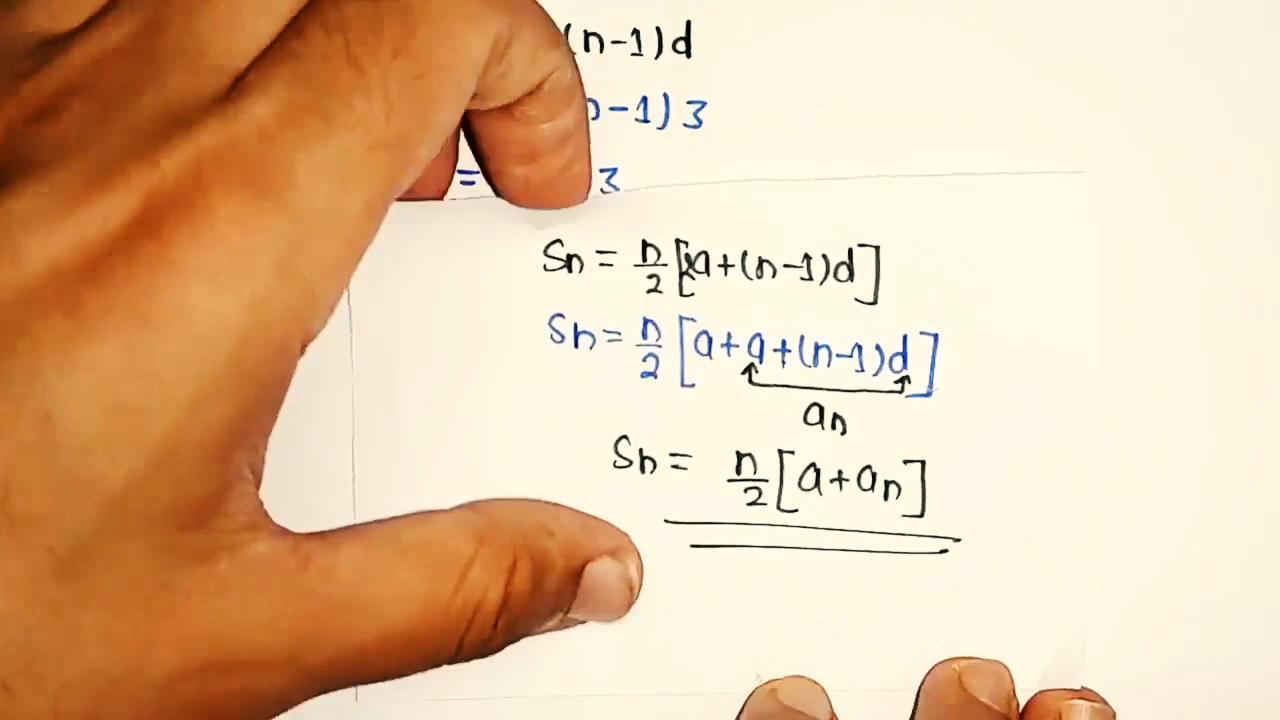 (n-1)d
n-1) 3
= 3
Sn = n/2 [2a+(n-1)d]
Sn = n/2 [a+a+(n-1)d]
an
Sn = n/2 [a+an]